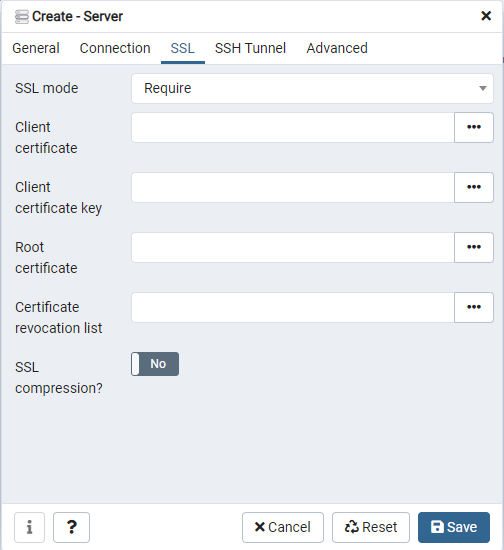 Create - Server
General Connection SSL SSH Tunnel Advanced
SSL mode Require
Client
certificate
Client
certificate key
Root
certificate
Certificate
revocation list
SSL
compression?
No
i ? Cancel Reset Save